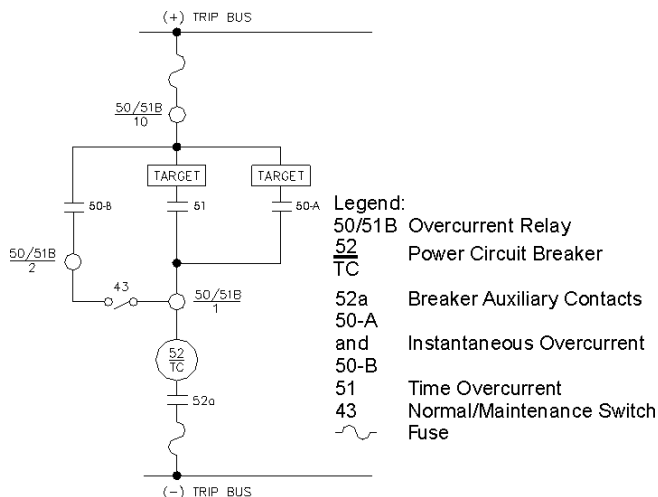 (+) TRIP BUS
50/51B
10
TARGET
TARGET
50-B
51
50-A
50/51B
2
43
50/51B
1
52
TC
52a
(-) TRIP BUS
Legend:
50/51B Overcurrent Relay
52
TC
Power Circuit Breaker
52a Breaker Auxiliary Contacts
50-A
and Instantaneous Overcurrent
50-B
51 Time Overcurrent
43 Normal/Maintenance Switch
Fuse